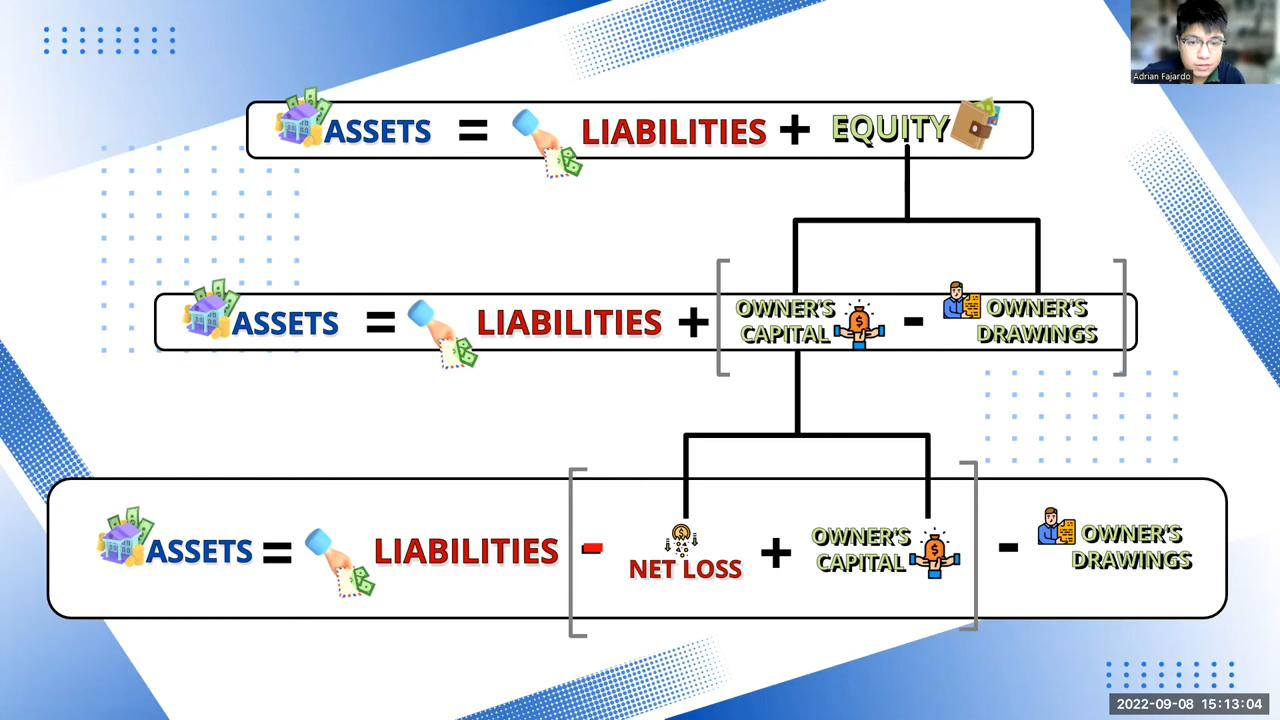 Adrian Fajardo
ASSETS = LIABILITIES + EQUITY
ASSETS = LIABILITIES + [ OWNER'S CAPITAL - OWNER'S DRAWINGS ]
ASSETS = LIABILITIES [ - NET LOSS + OWNER'S CAPITAL ] - OWNER'S DRAWINGS
2022-09-08 15:13:04